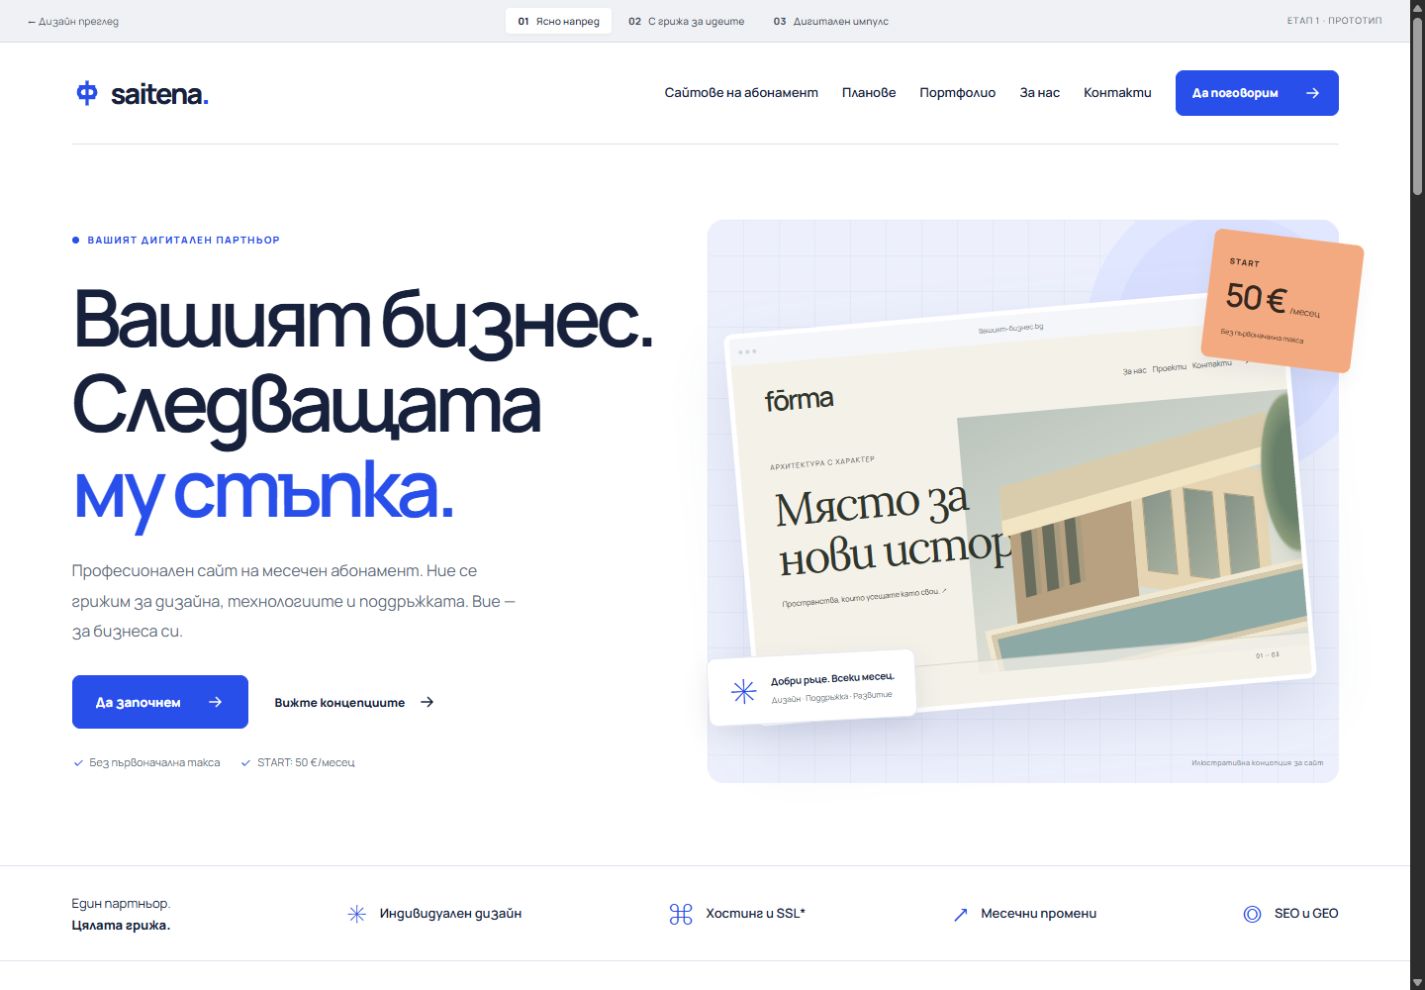 ← Дизайн преглед
01 Ясно напред
02 С грижа за идеите
03 Дигитален импулс
ЕТАП 1 · ПРОТОТИП
saitena.
Сайтове на абонамент
Планове
Портфолио
За нас
Контакти
Да поговорим →
ВАШИЯТ ДИГИТАЛЕН ПАРТНЬОР
Вашият бизнес.
Следващата
му стъпка.
Професионален сайт на месечен абонамент. Ние се
грижим за дизайна, технологиите и поддръжката. Вие —
за бизнеса си.
Да започнем →
Вижте концепциите →
✓ Без първоначална такса
✓ START: 50 €/месец
START
50 € /месец
Без първоначална такса
вашият-бизнес.bg
fōrma
За нас Проекти Контакти
АРХИТЕКТУРА С ХАРАКТЕР
Място за
нови истор
Пространства, които усещате като свои. ↗
01 — 03
Добри ръце. Всеки месец.
Дизайн · Поддръжка · Развитие
Илюстративна концепция за сайт
Един партньор.
Цялата грижа.
Индивидуален дизайн
Хостинг и SSL*
Месечни промени
SEO и GEO